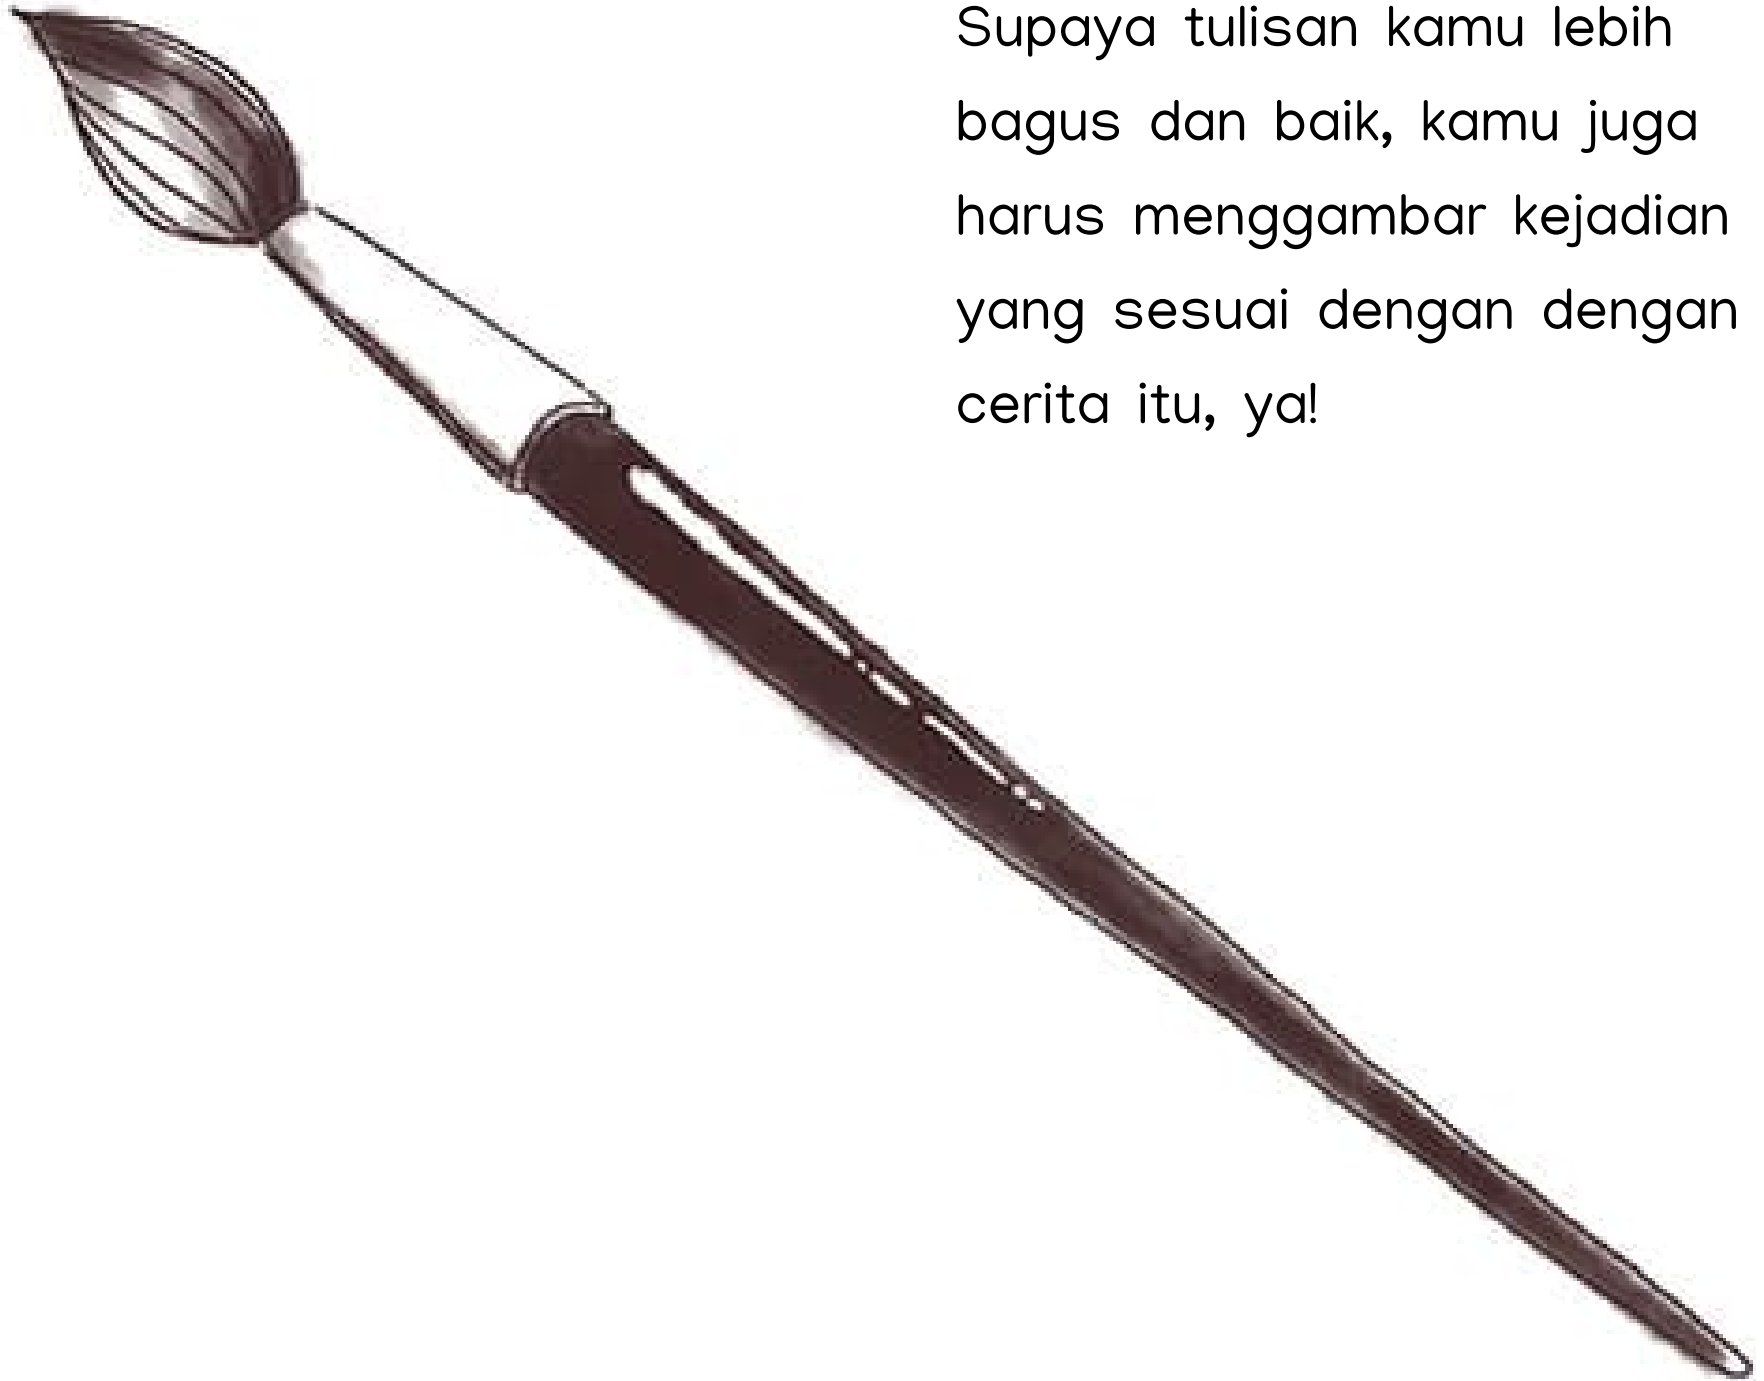 Supaya tulisan kamu lebih
bagus dan baik, kamu juga
harus menggambar kejadian
yang sesuai dengan dengan
cerita itu, ya!